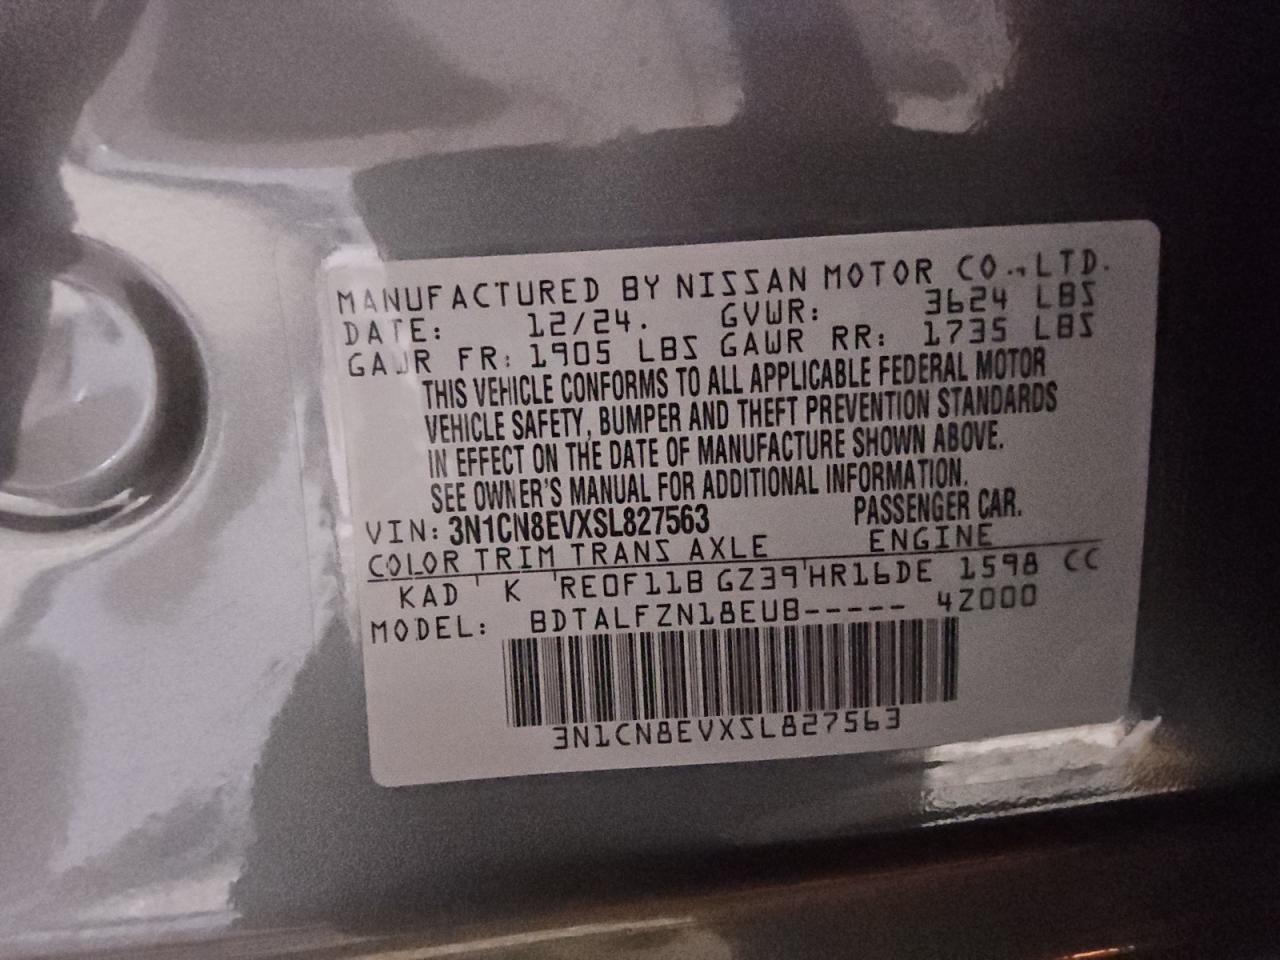 MANUFACTURED BY NISSAN MOTOR CO.,LTD.
DATE: 12/24. GVWR: 3624 LBS
GAWR FR: 1905 LBS GAWR RR: 1735 LBS
THIS VEHICLE CONFORMS TO ALL APPLICABLE FEDERAL MOTOR
VEHICLE SAFETY, BUMPER AND THEFT PREVENTION STANDARDS
IN EFFECT ON THE DATE OF MANUFACTURE SHOWN ABOVE.
SEE OWNER'S MANUAL FOR ADDITIONAL INFORMATION.
VIN: 3N1CN8EVXSL827563 PASSENGER CAR.
COLOR TRIM TRANS AXLE ENGINE
KAD K RE0F11B GZ39 HR16DE 1598 CC
MODEL: BDTALFZN18EUB----- 4Z000
3N1CN8EVXSL827563